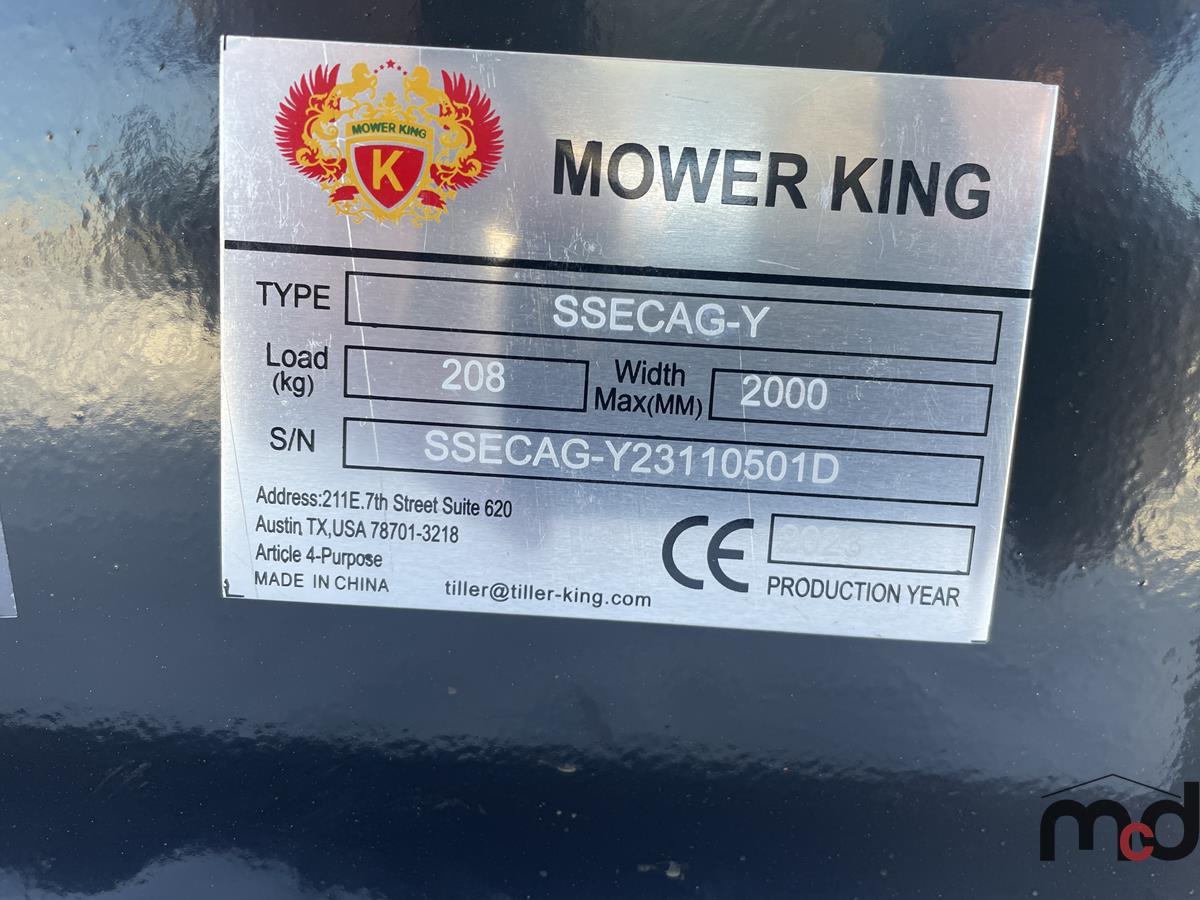 MOWER KING
K
MOWER KING
TYPE SSECAG-Y
Load (kg) 208 Width Max(MM) 2000
S/N SSECAG-Y23110501D
Address:211E.7th Street Suite 620
Austin TX,USA 78701-3218
Article 4-Purpose
MADE IN CHINA
tiller@tiller-king.com
CE
2023
PRODUCTION YEAR
mcd